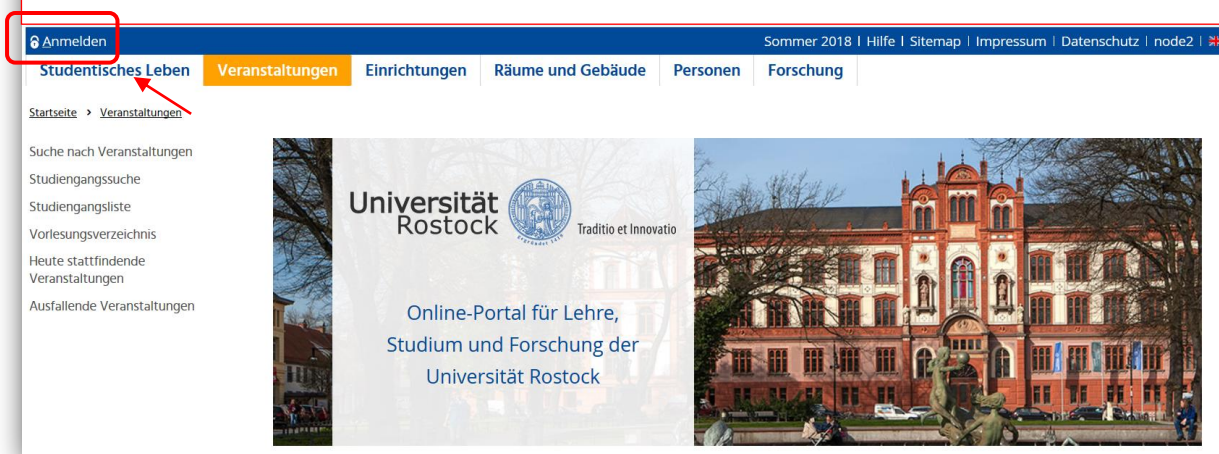 Anmelden
Sommer 2018 | Hilfe | Sitemap | Impressum | Datenschutz | node2 |
Studentisches Leben Veranstaltungen Einrichtungen Räume und Gebäude Personen Forschung
Startseite > Veranstaltungen
Suche nach Veranstaltungen
Studiengangssuche
Studiengangsliste
Vorlesungsverzeichnis
Heute stattfindende
Veranstaltungen
Ausfallende Veranstaltungen
Universität
Rostock
Traditio et Innovatio
Online-Portal für Lehre,
Studium und Forschung der
Universität Rostock